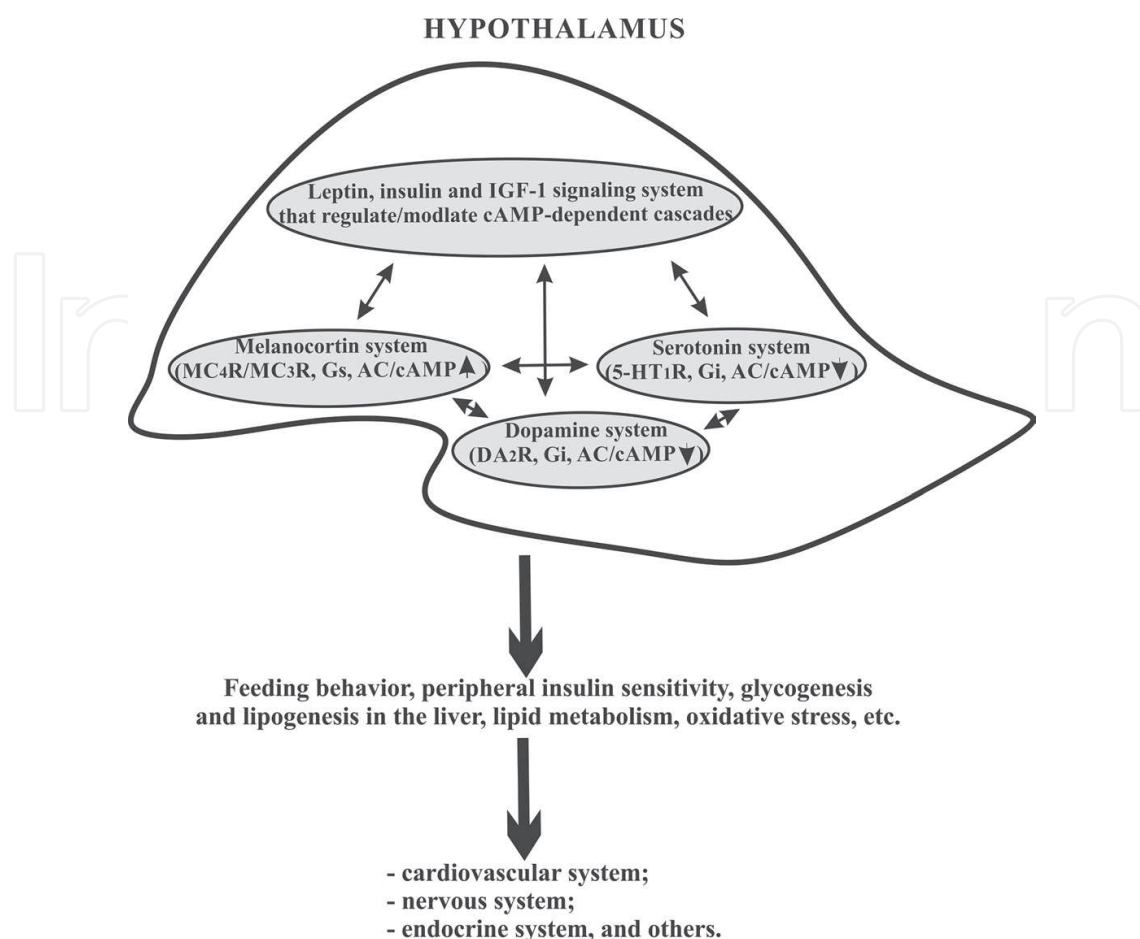 HYPOTHALAMUS
Leptin, insulin and IGF-1 signaling system
that regulate/modlate cAMP-dependent cascades
Melanocortin system
(MC4R/MC3R, Gs, AC/cAMP▲)
Serotonin system
(5-HT1R, Gi, AC/cAMP▼)
Dopamine system
(DA2R, Gi, AC/cAMP▼)
Feeding behavior, peripheral insulin sensitivity, glycogenesis
and lipogenesis in the liver, lipid metabolism, oxidative stress, etc.
- cardiovascular system;
- nervous system;
- endocrine system, and others.